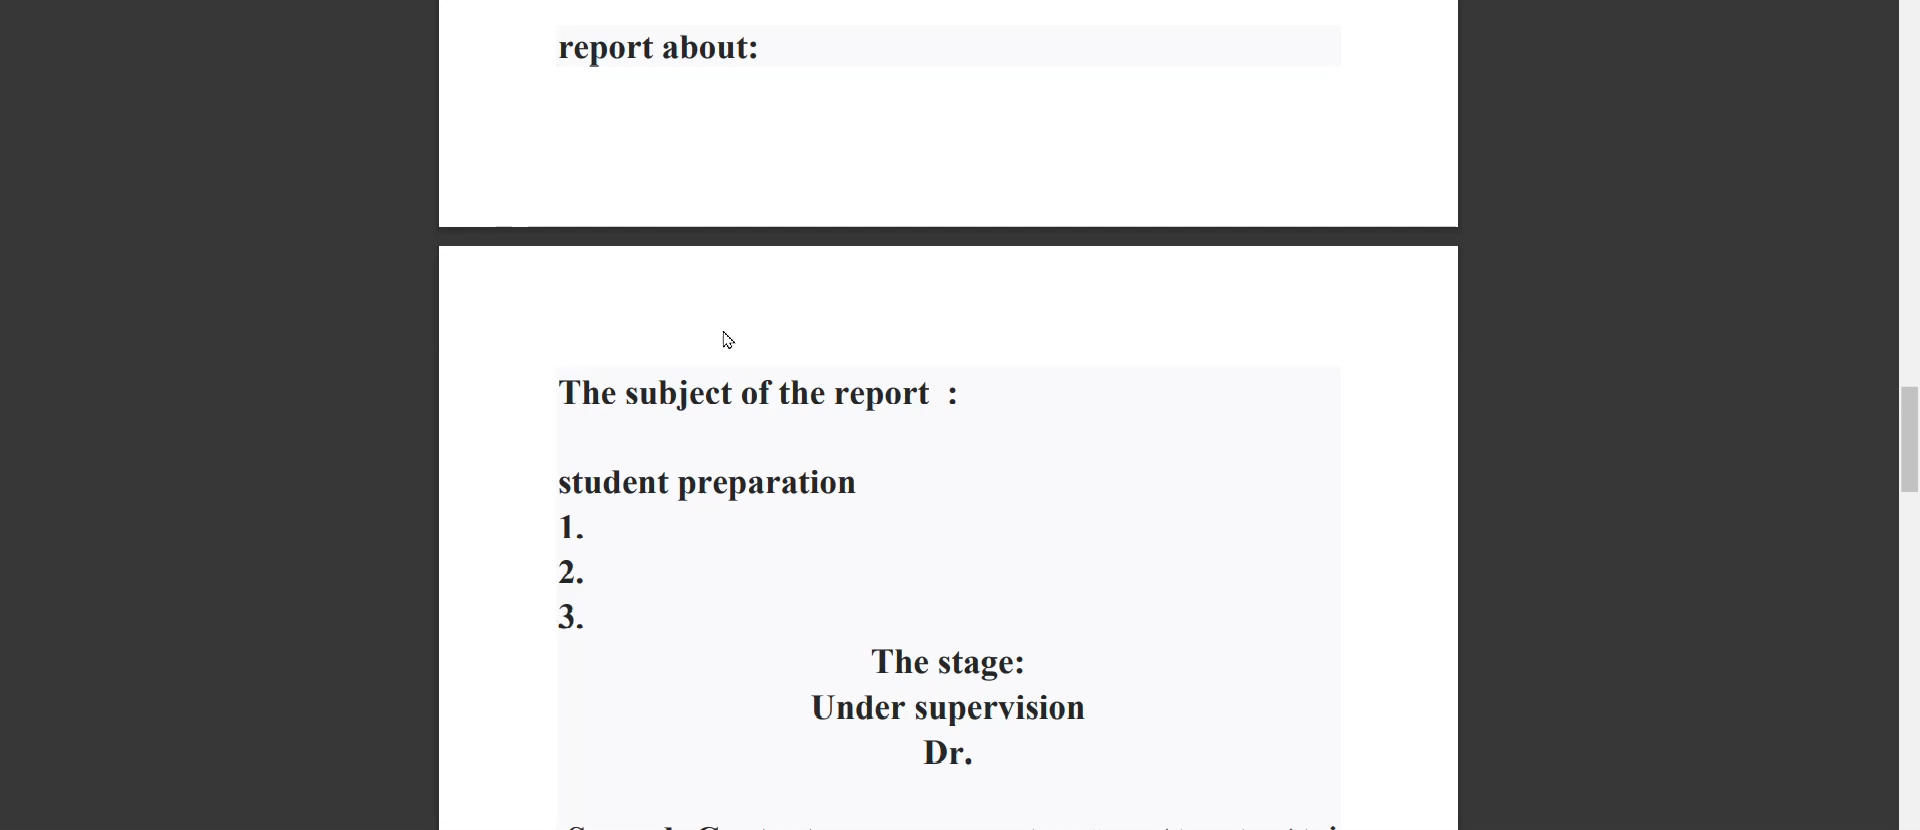 report about:
The subject of the report :
student preparation
1.
2.
3.
The stage:
Under supervision
Dr.